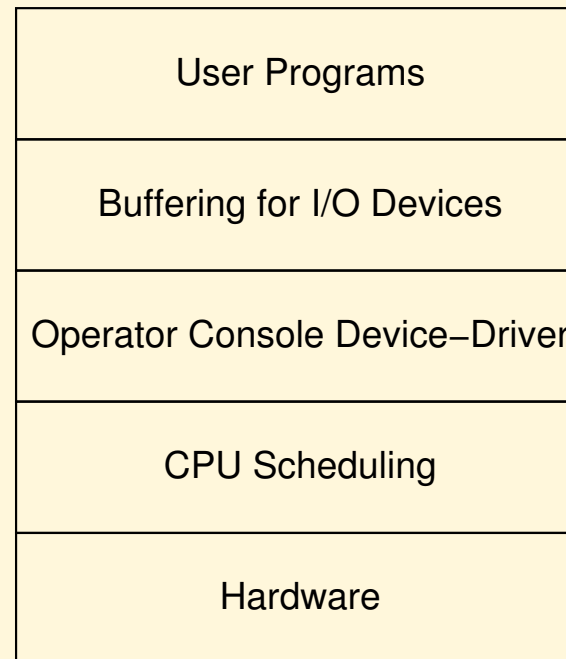 User Programs
Buffering for I/O Devices
Operator Console Device−Driver
CPU Scheduling
Hardware